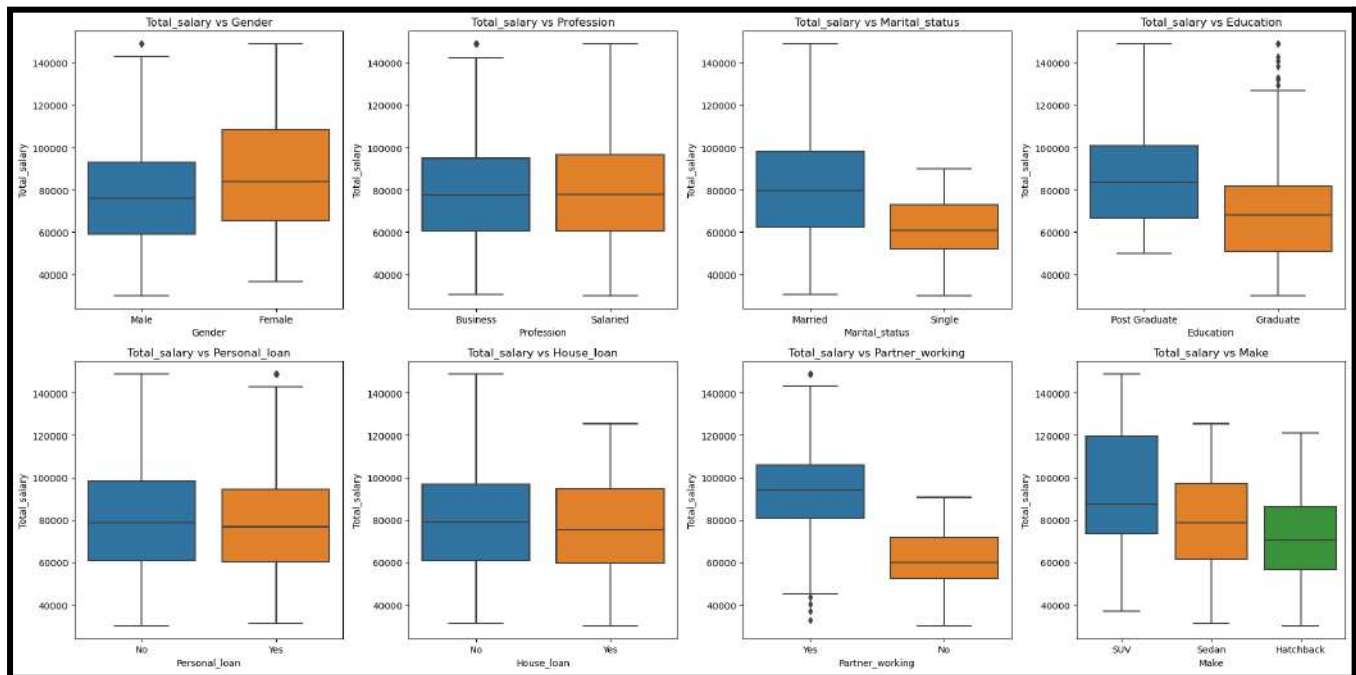 Total_salary vs Gender
Total_salary
140000
120000
100000
80000
60000
40000
Male Female
Gender
Total_salary vs Profession
Total_salary
140000
120000
100000
80000
60000
40000
Business Salaried
Profession
Total_salary vs Marital_status
Total_salary
140000
120000
100000
80000
60000
40000
Married Single
Marital_status
Total_salary vs Education
Total_salary
140000
120000
100000
80000
60000
40000
Post Graduate Graduate
Education
Total_salary vs Personal_loan
Total_salary
140000
120000
100000
80000
60000
40000
No Yes
Personal_loan
Total_salary vs House_loan
Total_salary
140000
120000
100000
80000
60000
40000
No Yes
House_loan
Total_salary vs Partner_working
Total_salary
140000
120000
100000
80000
60000
40000
Yes No
Partner_working
Total_salary vs Make
Total_salary
140000
120000
100000
80000
60000
40000
SUV Sedan Hatchback
Make